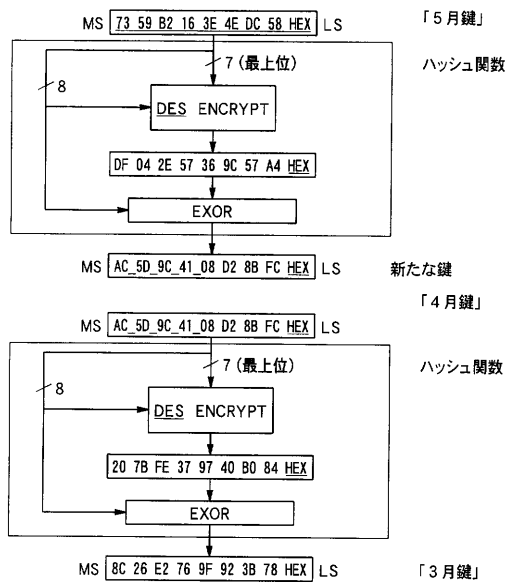 MS 73 59 B2 16 3E 4E DC 58 HEX LS 「5月鍵」
7 (最上位) ハッシュ関数
8
DES ENCRYPT
DF 04 2E 57 36 9C 57 A4 HEX
EXOR
MS AC_5D_9C_41_08 D2 8B FC HEX LS 新たな鍵
「4月鍵」
MS AC_5D_9C_41_08 D2 8B FC HEX LS
7 (最上位) ハッシュ関数
8
DES ENCRYPT
20 7B FE 37 97 40 B0 84 HEX
EXOR
MS 8C 26 E2 76 9F 92 3B 78 HEX LS 「3月鍵」